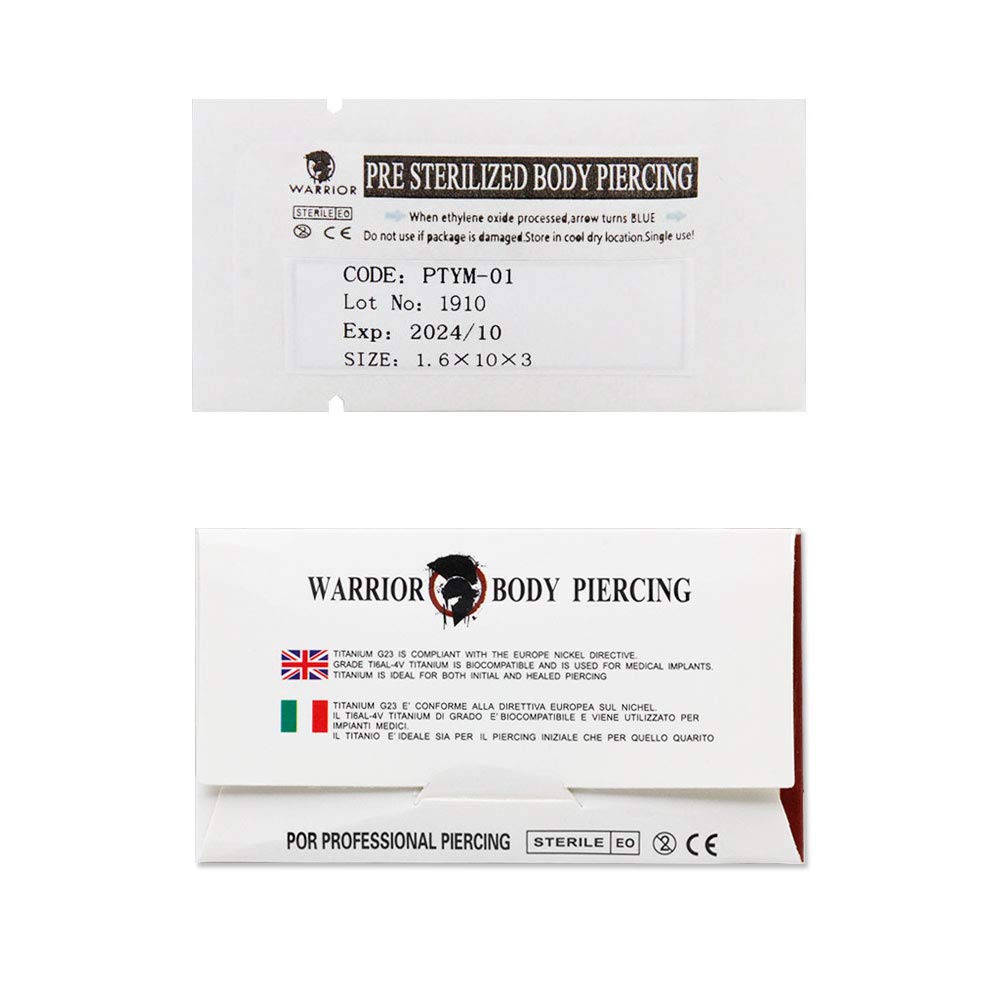 WARRIOR
PRE STERILIZED BODY PIERCING
STERILE EO
When ethylene oxide processed,arrow turns BLUE
2 CE
Do not use if package is damaged.Store in cool dry location.Single use!
CODE: PTYM-01
Lot No: 1910
Exp: 2024/10
SIZE: 1.6×10×3
WARRIOR BODY PIERCING
TITANIUM G23 IS COMPLIANT WITH THE EUROPE NICKEL DIRECTIVE.
GRADE TI6AL-4V TITANIUM IS BIOCOMPATIBLE AND IS USED FOR MEDICAL IMPLANTS.
TITANIUM IS IDEAL FOR BOTH INITIAL AND HEALED PIERCING
TITANIUM G23 E' CONFORME ALLA DIRETTIVA EUROPEA SUL NICHEL.
IL TI6AL-4V TITANIUM DI GRADO E'BIOCOMPATIBILE E VIENE UTILIZZATO PER
IMPIANTI MEDICI.
IL TITANIO E'IDEALE SIA PER IL PIERCING INIZIALE CHE PER QUELLO QUARITO
POR PROFESSIONAL PIERCING STERILE EO 2 CE